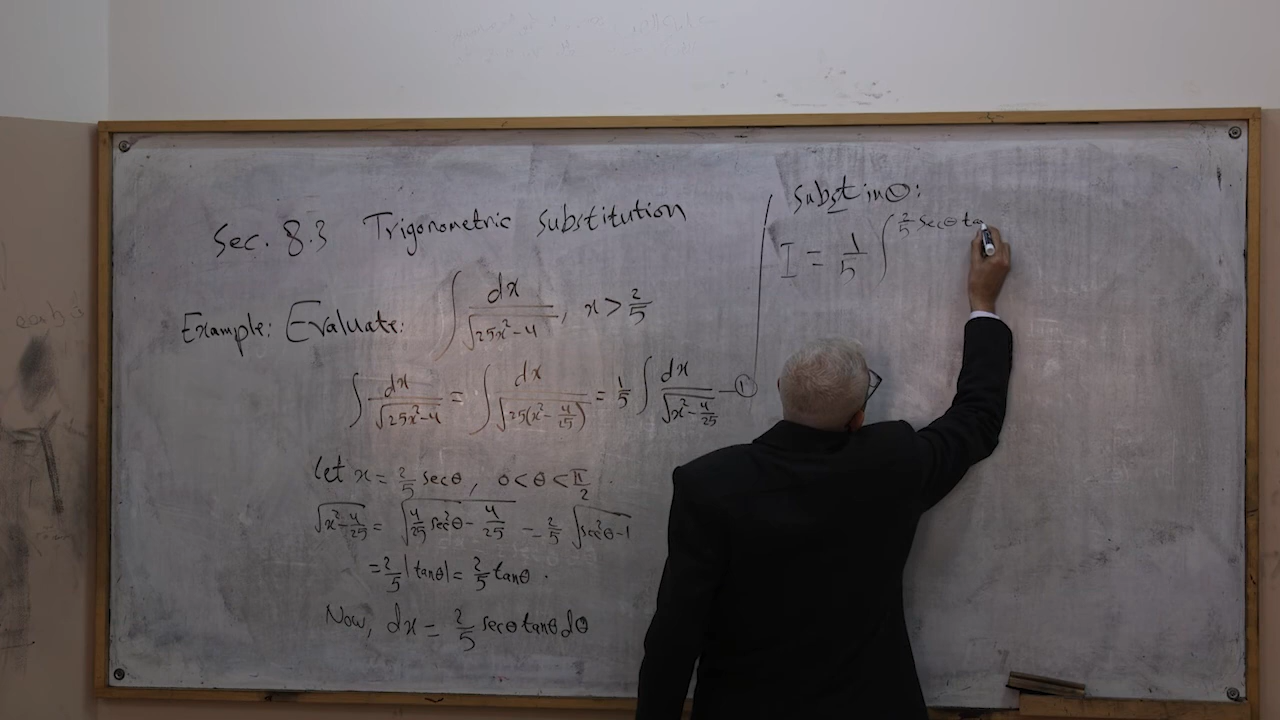 Sec. 8.3 Trigonometric Substitution
Example: Evaluate: ∫ dx / √(25x² - 4), x > 2/5
∫ dx / √(25x² - 4) = ∫ dx / √(25(x² - 4/25)) = 1/5 ∫ dx / √(x² - 4/25) — ①
Let x = 2/5 secθ, 0 < θ < π/2.
√(x² - 4/25) = √(4/25 sec²θ - 4/25) = 2/5 √(sec²θ - 1)
= 2/5 |tanθ| = 2/5 tanθ.
Now, dx = 2/5 secθ tanθ dθ
Subst in ①:
I = 1/5 ∫ 2/5 secθ ta